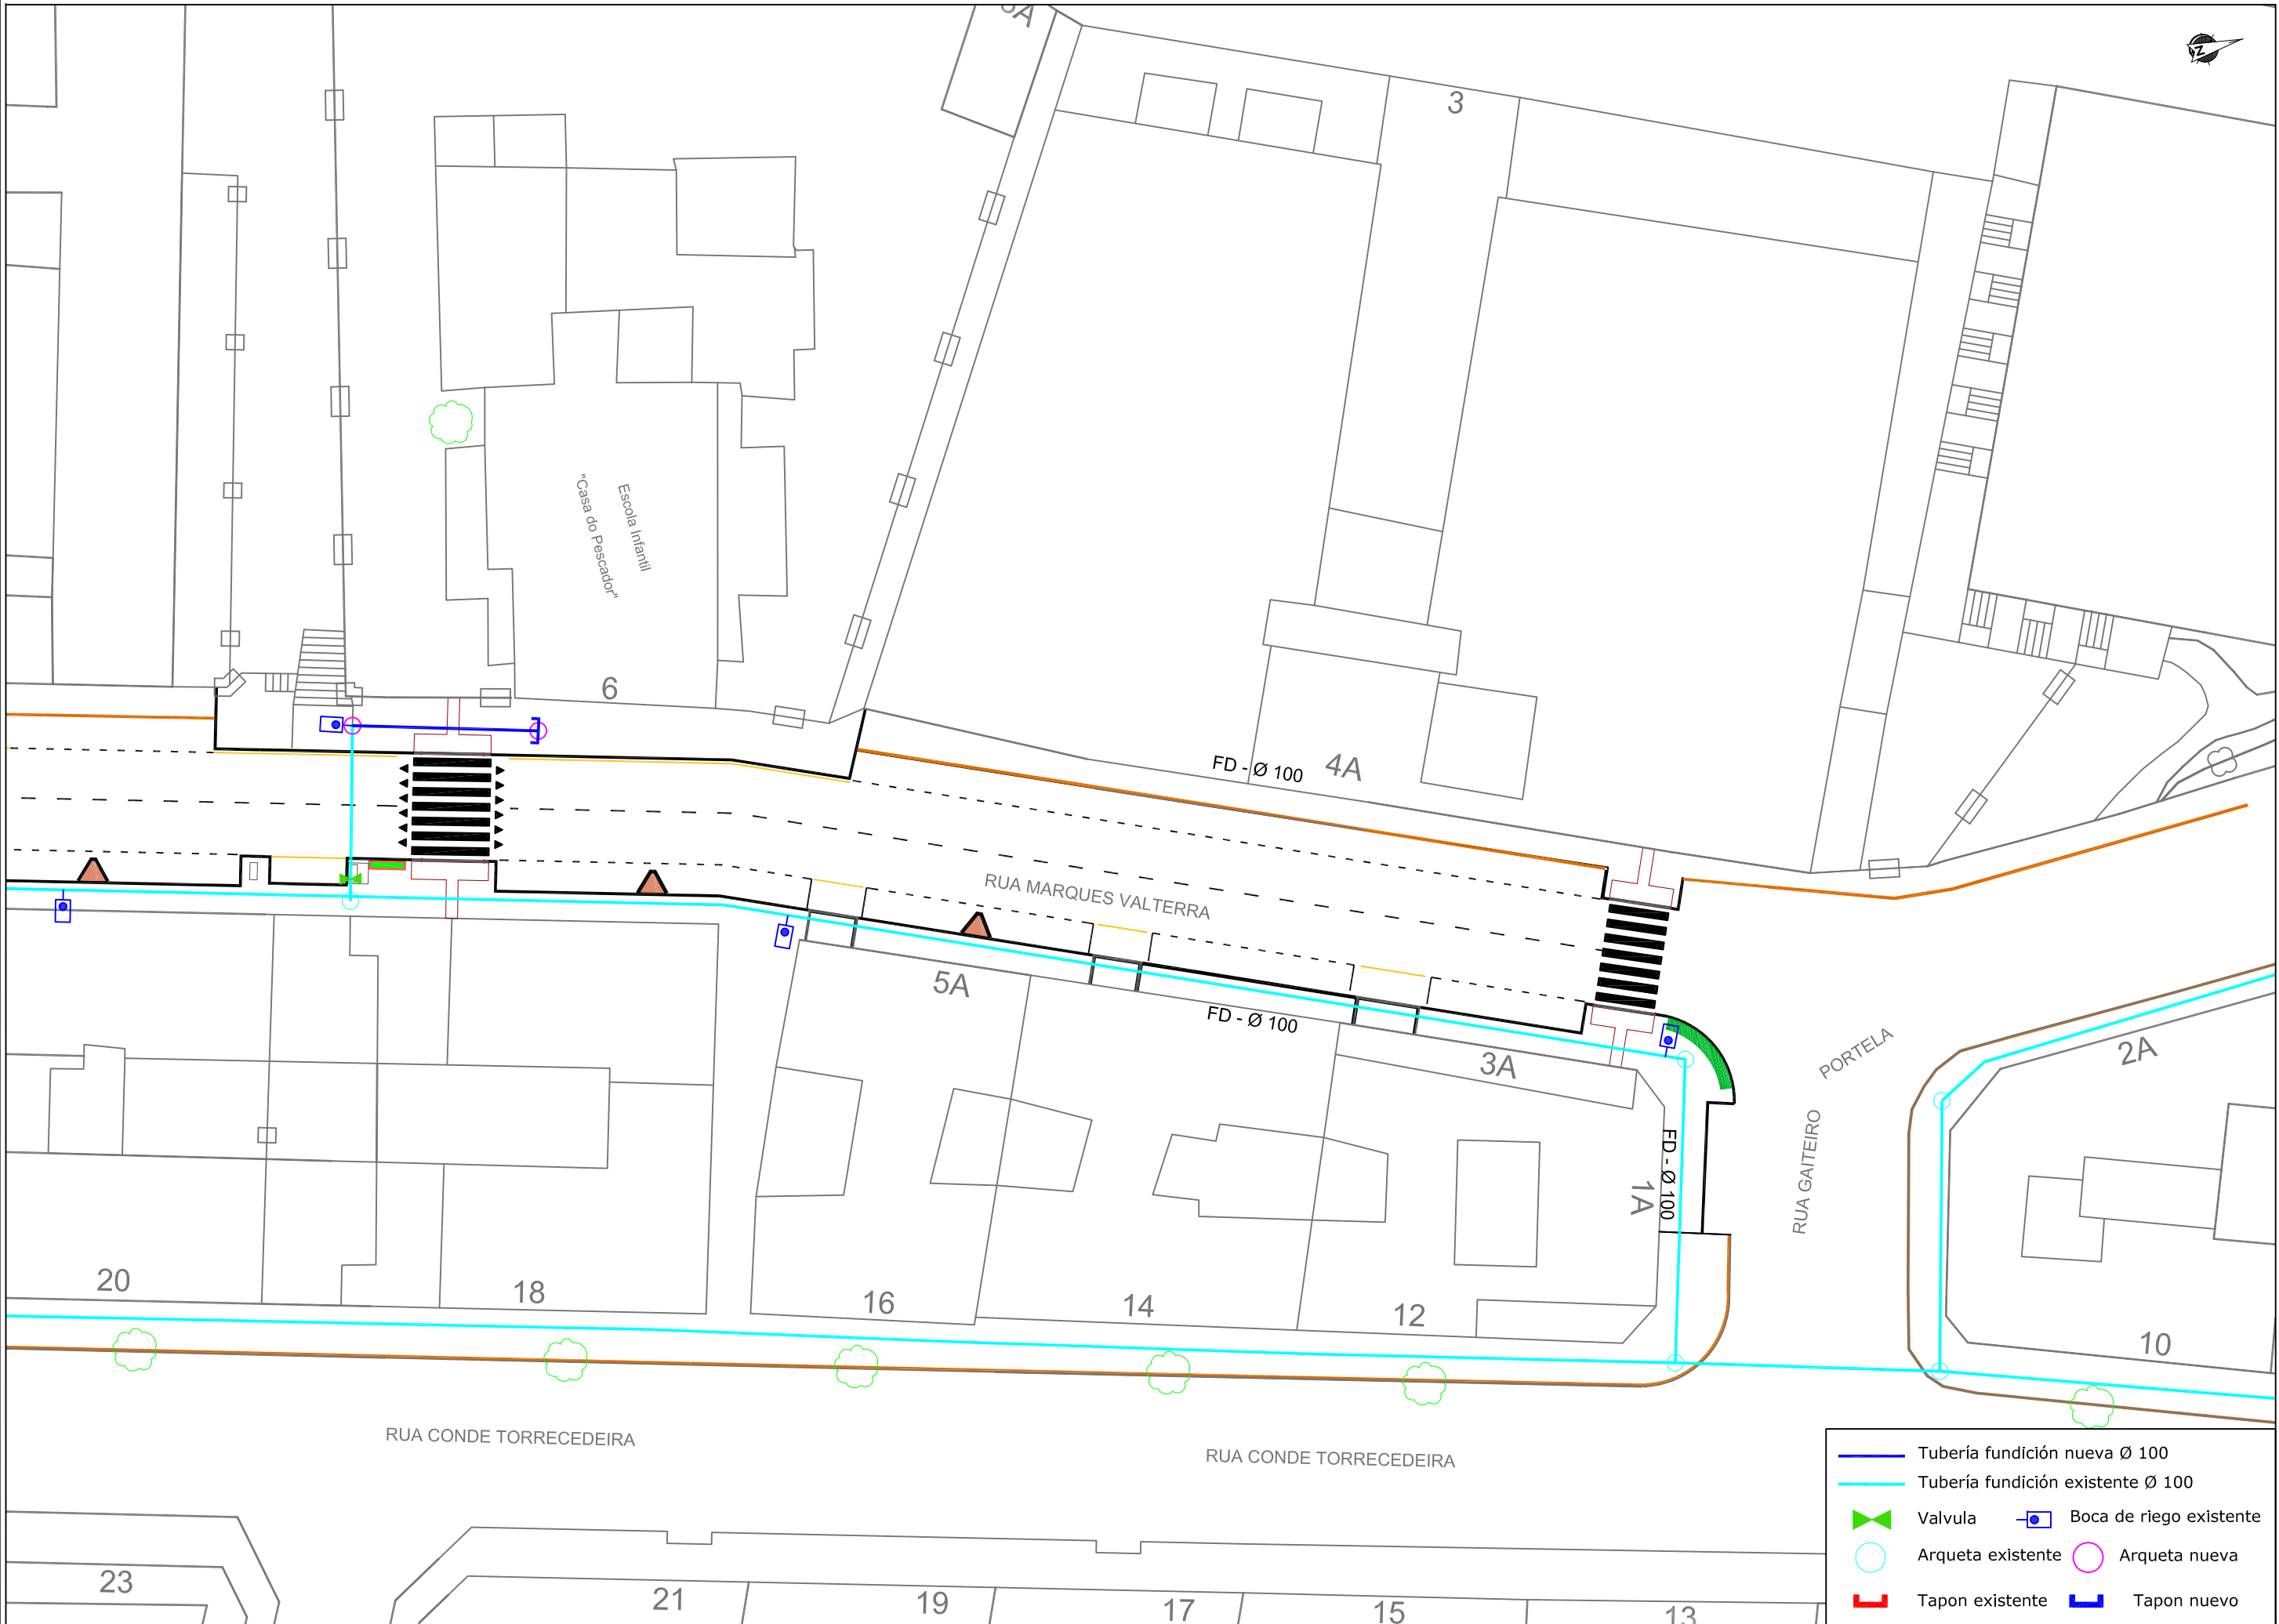 6A
N
3
Escola Infantil
"Casa do Pescador"
6
FD - Ø 100
4A
RUA MARQUES VALTERRA
5A
FD - Ø 100
3A
PORTELA
2A
FD - Ø 100
1A
RUA GAITEIRO
20
18
16
14
12
10
RUA CONDE TORRECEDEIRA
RUA CONDE TORRECEDEIRA
Tubería fundición nueva Ø 100
Tubería fundición existente Ø 100
Valvula
Boca de riego existente
Arqueta existente
Arqueta nueva
Tapon existente
Tapon nuevo
23
21
19
17
15
13